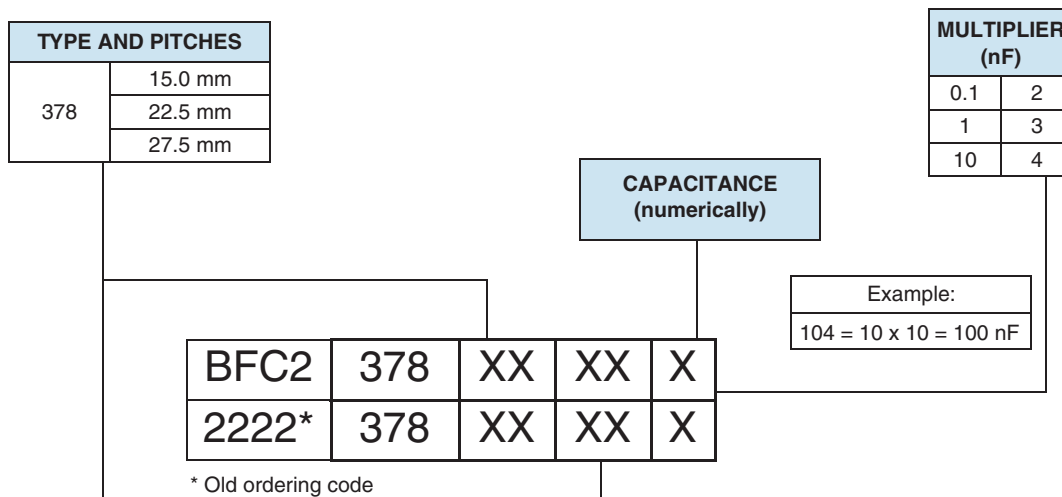 TYPE AND PITCHES
378
15.0 mm
22.5 mm
27.5 mm
MULTIPLIER
(nF)
0.1 2
1 3
10 4
CAPACITANCE
(numerically)
Example:
104 = 10 x 10 = 100 nF
BFC2 378 XX XX X
2222* 378 XX XX X
* Old ordering code